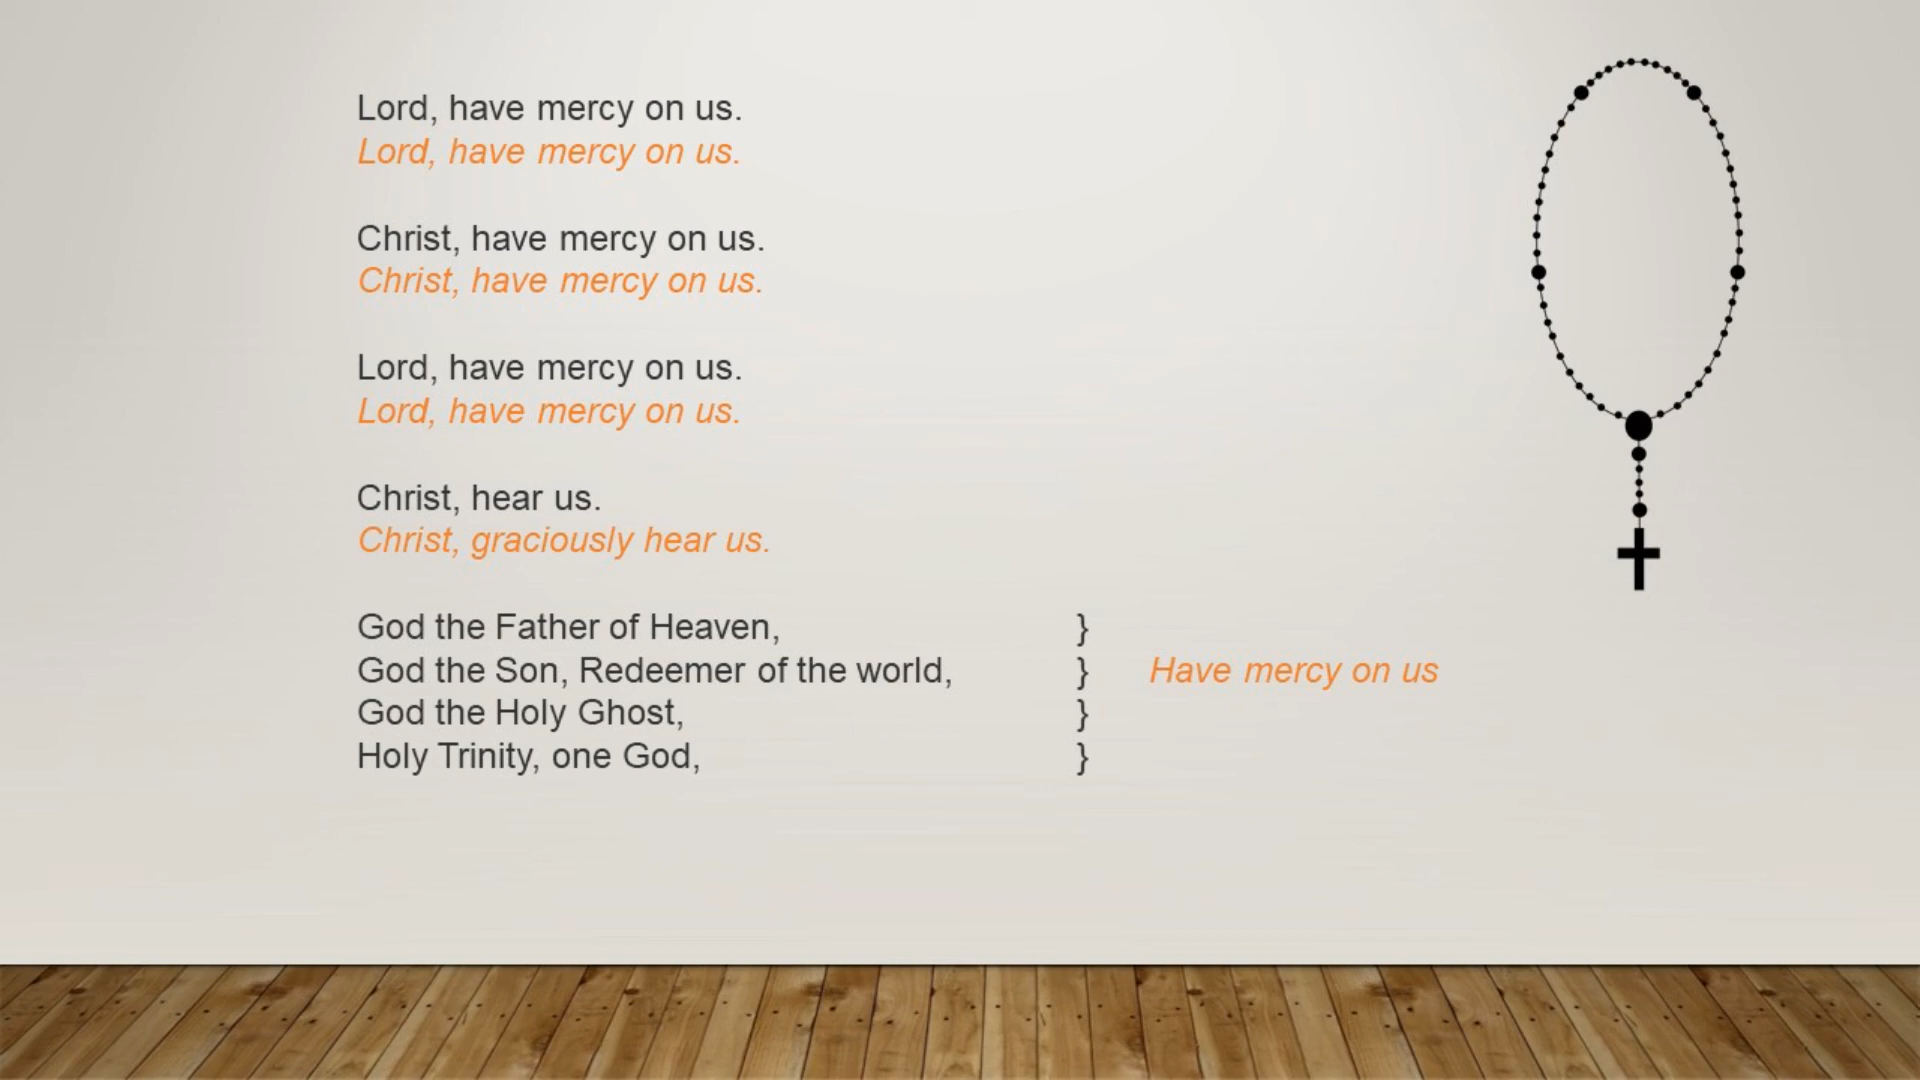 Lord, have mercy on us.
Lord, have mercy on us.
Christ, have mercy on us.
Christ, have mercy on us.
Lord, have mercy on us.
Lord, have mercy on us.
Christ, hear us.
Christ, graciously hear us.
God the Father of Heaven, }
God the Son, Redeemer of the world, } Have mercy on us
God the Holy Ghost, }
Holy Trinity, one God, }